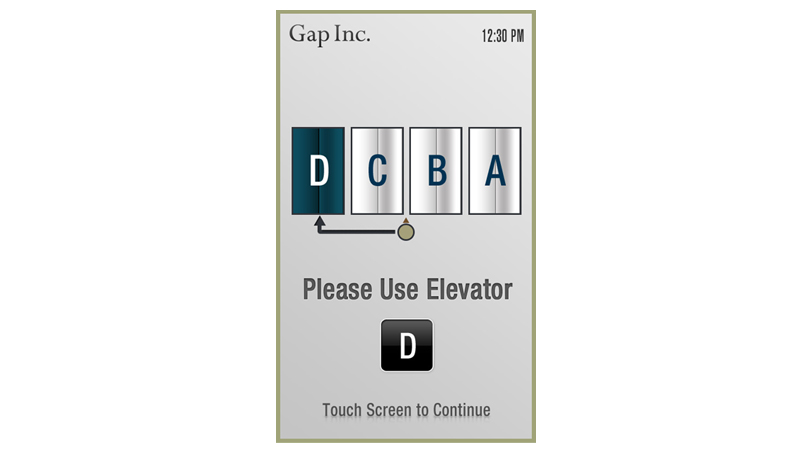 Gap Inc. 12:30 PM
D C B A
Please Use Elevator
D
Touch Screen to Continue